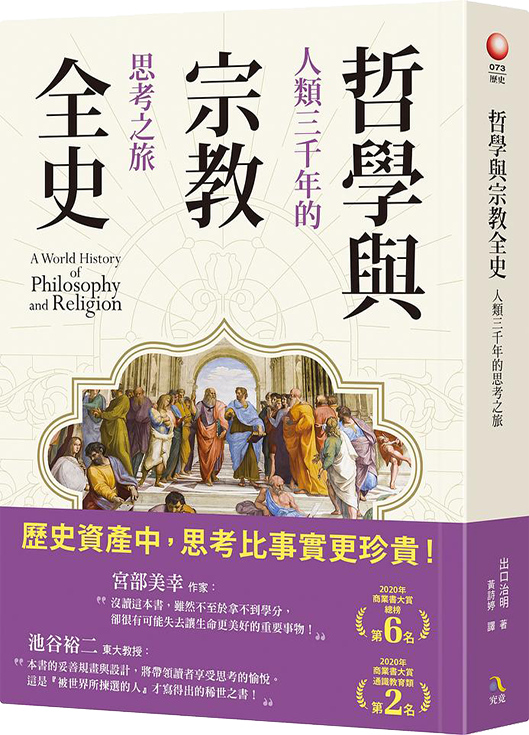 哲學與
宗教
全史
人類三千年的
思考之旅
A World History
of
Philosophy
and Religion
歷史資產中，思考比事實更珍貴！
宮部美幸 作家：
“沒讀這本書，雖然不至於拿不到學分，
卻很有可能失去讓生命更美好的重要事物！”
池谷裕二 東大教授：
“本書的妥善規畫與設計，將帶領讀者享受思考的愉悅。
這是『被世界所揀選的人』才寫得出的稀世之書！”
2020年
商業書大賞
總榜
第6名
2020年
商業書大賞
通識教育類
第2名
073
歷史
哲學與宗教全史
人類三千年的思考之旅
出口治明 著
黃詩婷 譯
究竟